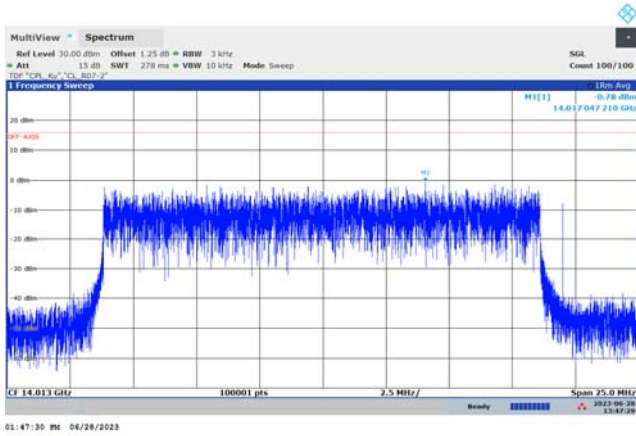 MultiView Spectrum
Ref Level 30.00 dBm Offset 1.25 dB RBW 3 kHz SGL
Att 15 dB SWT 278 ms VBW 10 kHz Mode Sweep Count 100/100
TDF "CPL_Ku","CL_R07-2"
1 Frequency Sweep 1Rm Avg
M1[1] -0.78 dBm
14.017 047 210 GHz
20 dBm
OFF-AXIS
10 dBm
0 dBm
M1
-10 dBm
-20 dBm
-30 dBm
-40 dBm
CF 14.013 GHz 100001 pts 2.5 MHz/ Span 25.0 MHz
Ready 2023-06-28
13:47:29
01:47:30 PM 06/28/2023